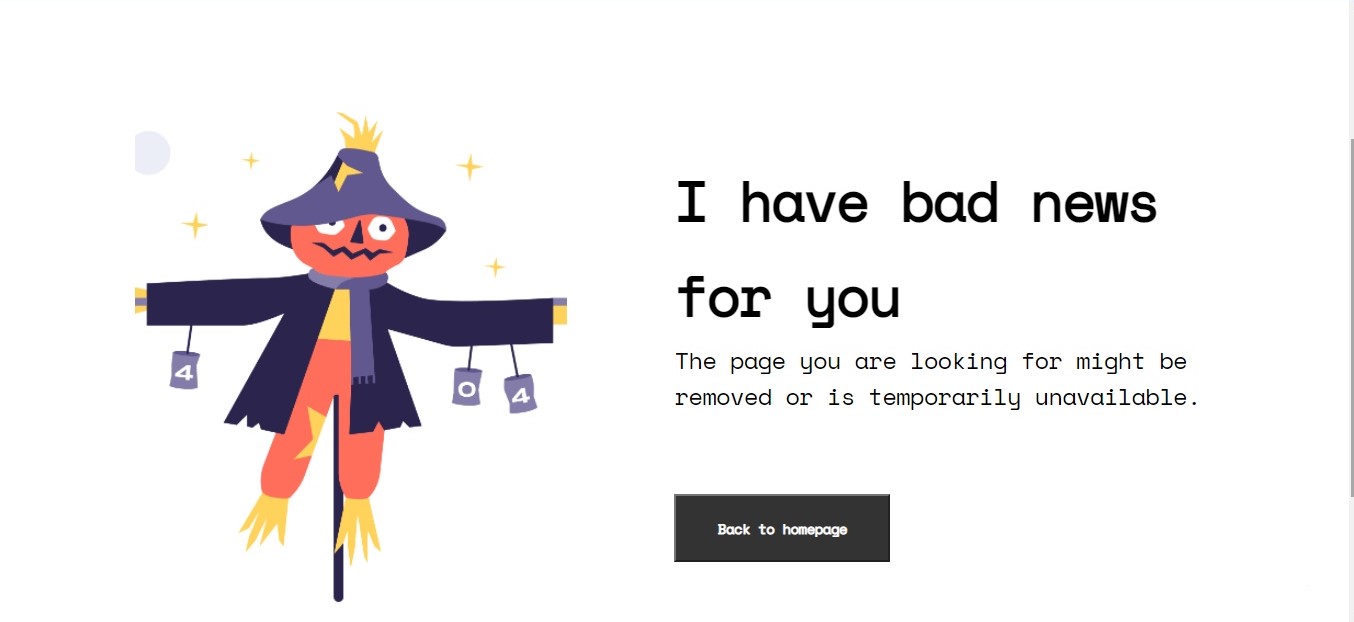 I have bad news
for you
The page you are looking for might be
removed or is temporarily unavailable.
Back to homepage
4
0
4